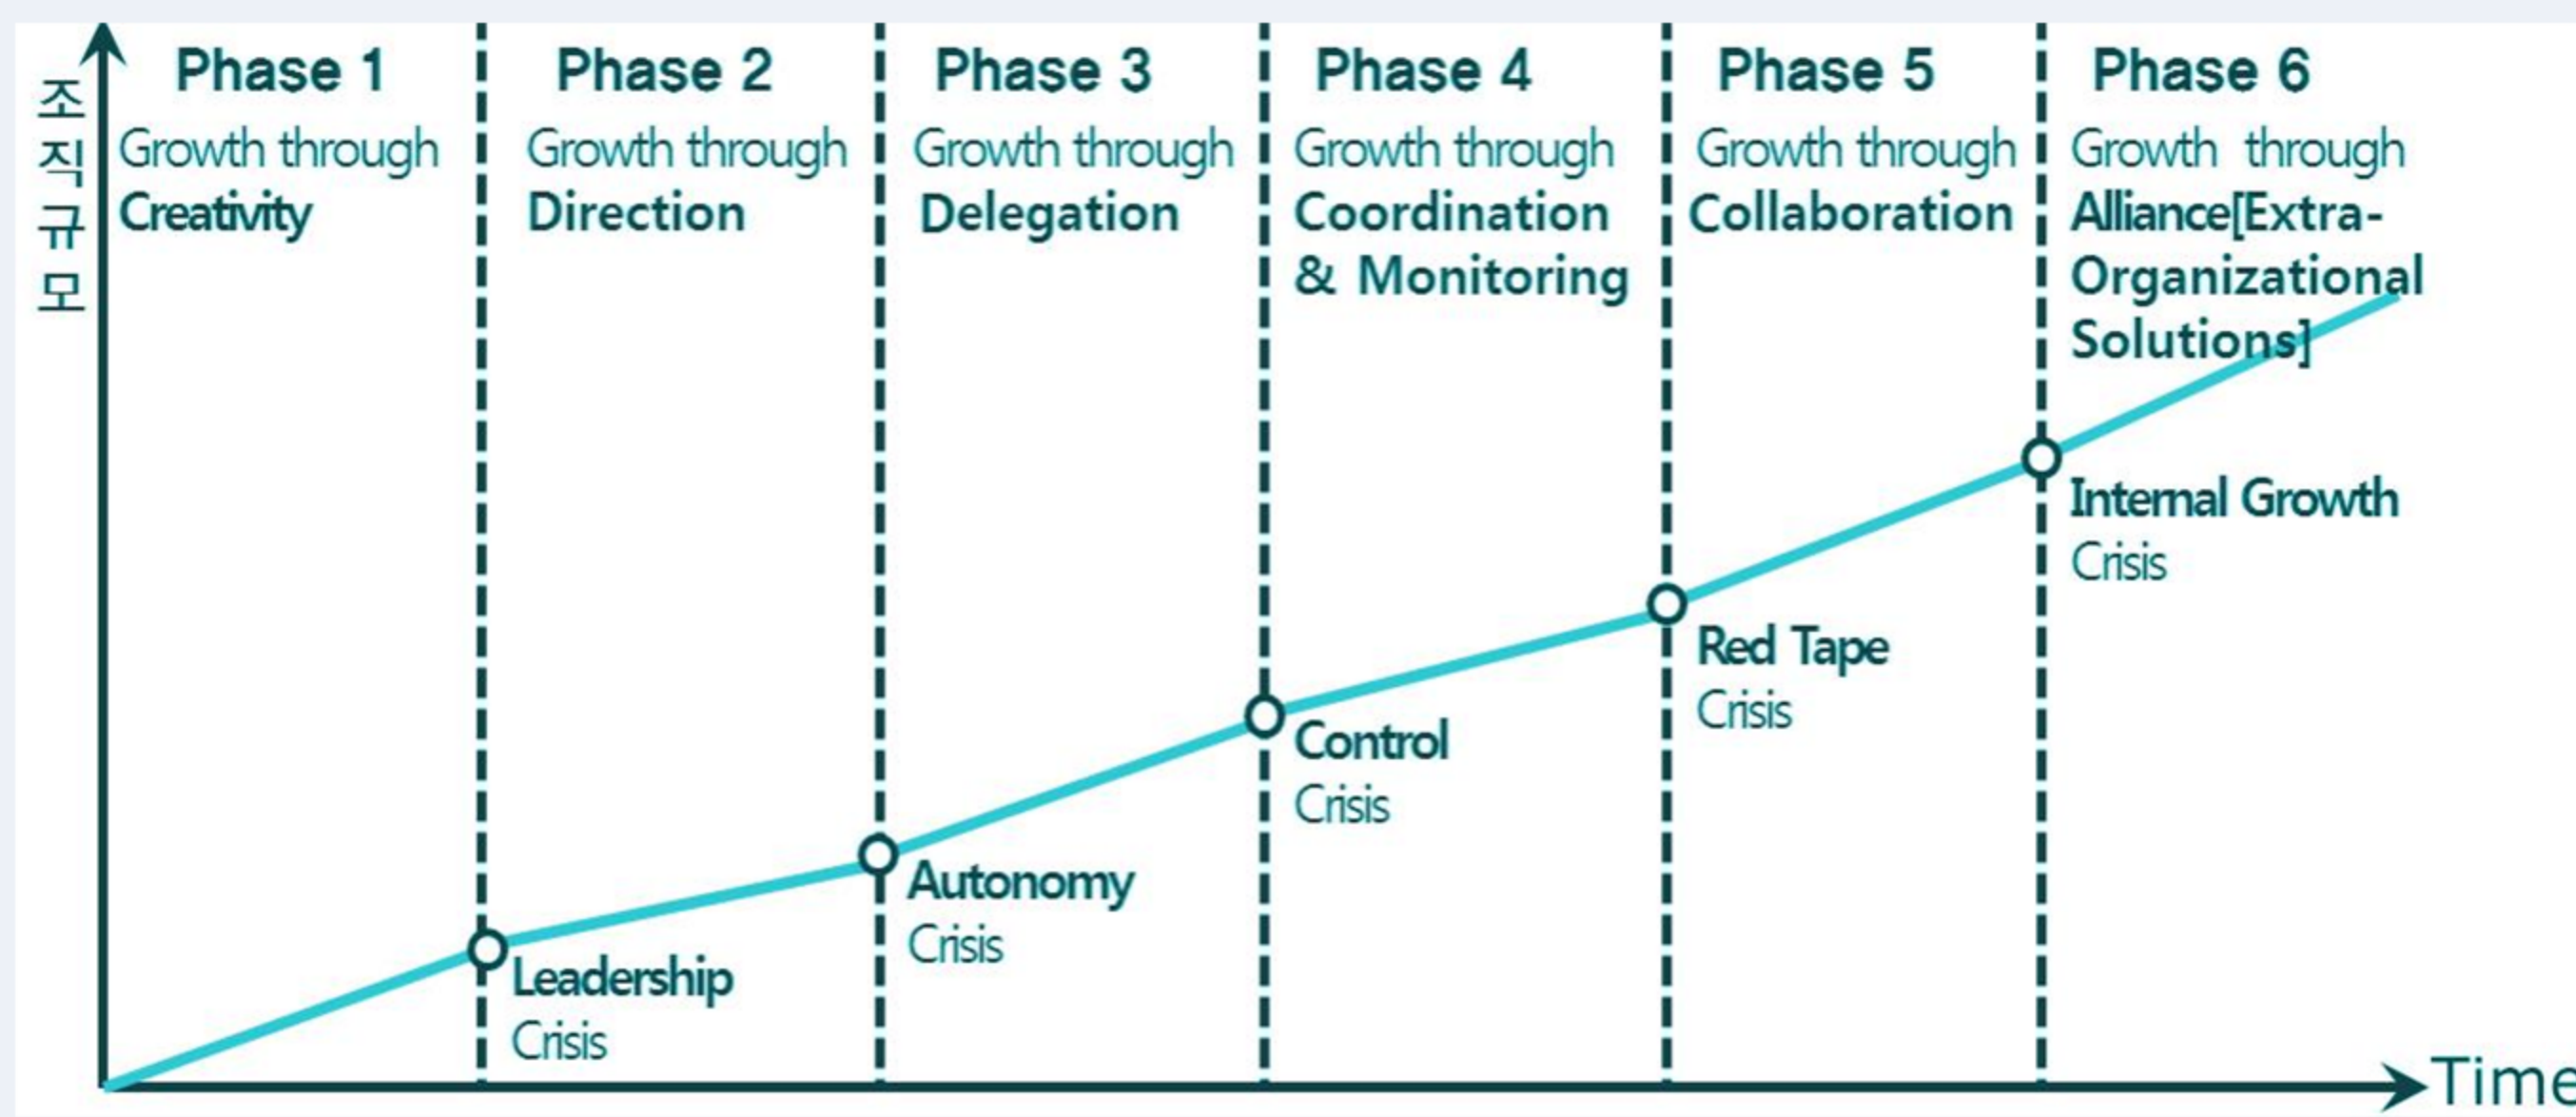 조직규모
Phase 1
Growth through
Creativity
Phase 2
Growth through
Direction
Phase 3
Growth through
Delegation
Phase 4
Growth through
Coordination
& Monitoring
Phase 5
Growth through
Collaboration
Phase 6
Growth through
Alliance[Extra-
Organizational
Solutions]
Leadership
Crisis
Autonomy
Crisis
Control
Crisis
Red Tape
Crisis
Internal Growth
Crisis
Time